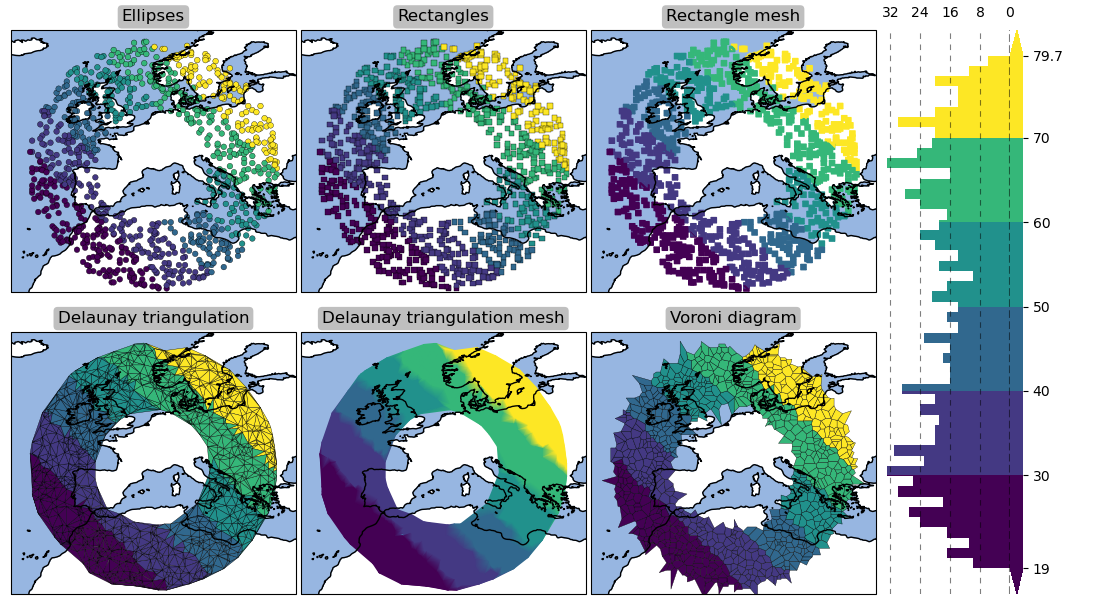 Ellipses
Rectangles
Rectangle mesh
32 24 16 8 0
79.7
70
60
50
40
30
19
Delaunay triangulation
Delaunay triangulation mesh
Voroni diagram